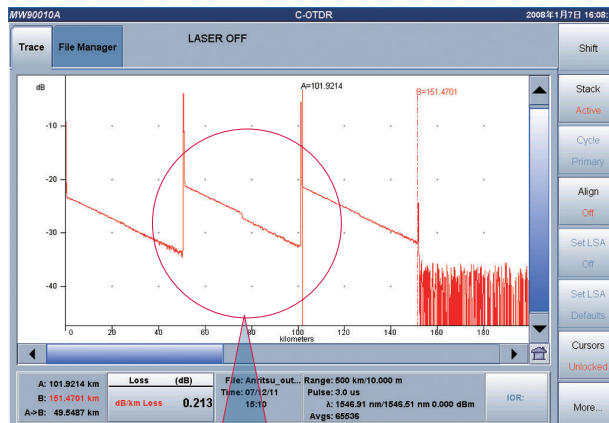 MW90010A
C-OTDR
2008年1月7日 16:08:
Trace
File Manager
LASER OFF
Shift
Stack
Active
Cycle
Primary
Align
Off
Set LSA
Off
Set LSA
Defaults
Cursors
Unlocked
More...
dB
A=101.9214
B=151.4701
-10
-20
-30
-40
0 20 40 60 80 100 120 140 160 180
kilometers
A: 101.9214 km
B: 151.4701 km
A->B: 49.5487 km
Loss (dB)
dB/km Loss 0.213
File: Anritsu_out...
Time: 07/12/11
15:10
Range: 500 km/10.000 m
Pulse: 3.0 us
λ: 1546.91 nm/1546.51 nm 0.000 dBm
Avgs: 65536
IOR: